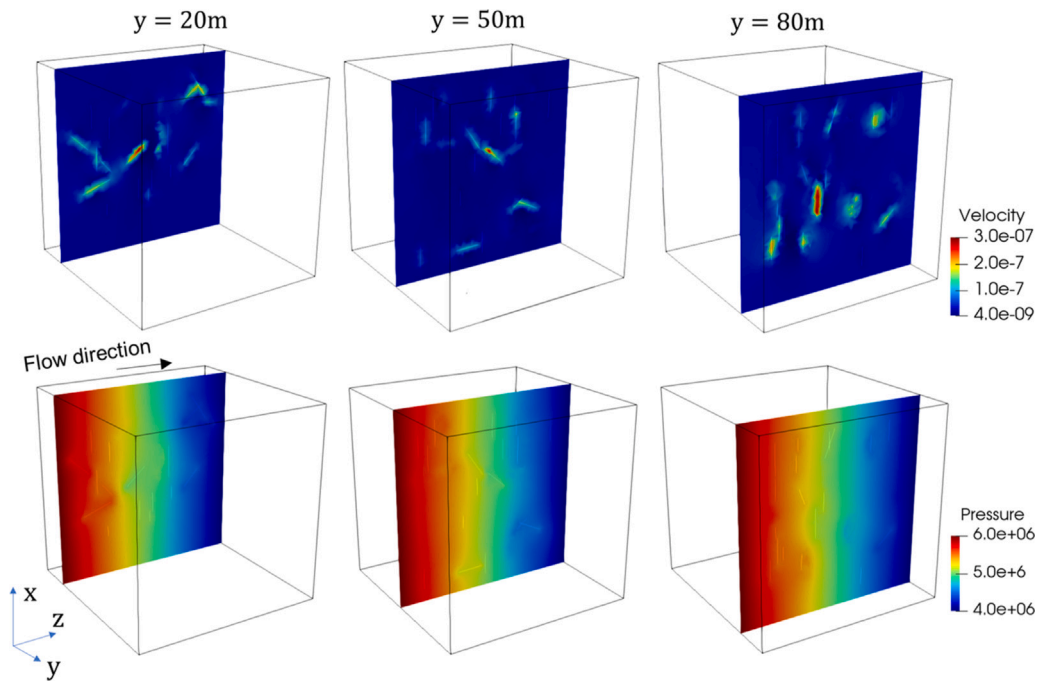 y = 20m
y = 50m
y = 80m
Velocity
3.0e-07
2.0e-7
1.0e-7
4.0e-09
Flow direction
Pressure
6.0e+06
5.0e+6
4.0e+06
x
z
y